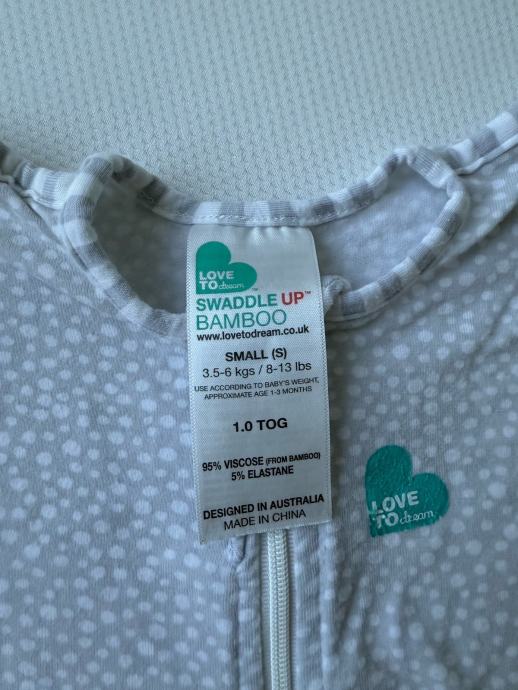 LOVE
TO dream™
SWADDLE UP™
BAMBOO
www.lovetodream.co.uk
SMALL (S)
3.5-6 kgs / 8-13 lbs
USE ACCORDING TO BABY'S WEIGHT,
APPROXIMATE AGE 1-3 MONTHS
1.0 TOG
95% VISCOSE (FROM BAMBOO)
5% ELASTANE
DESIGNED IN AUSTRALIA
MADE IN CHINA
LOVE
TO dream